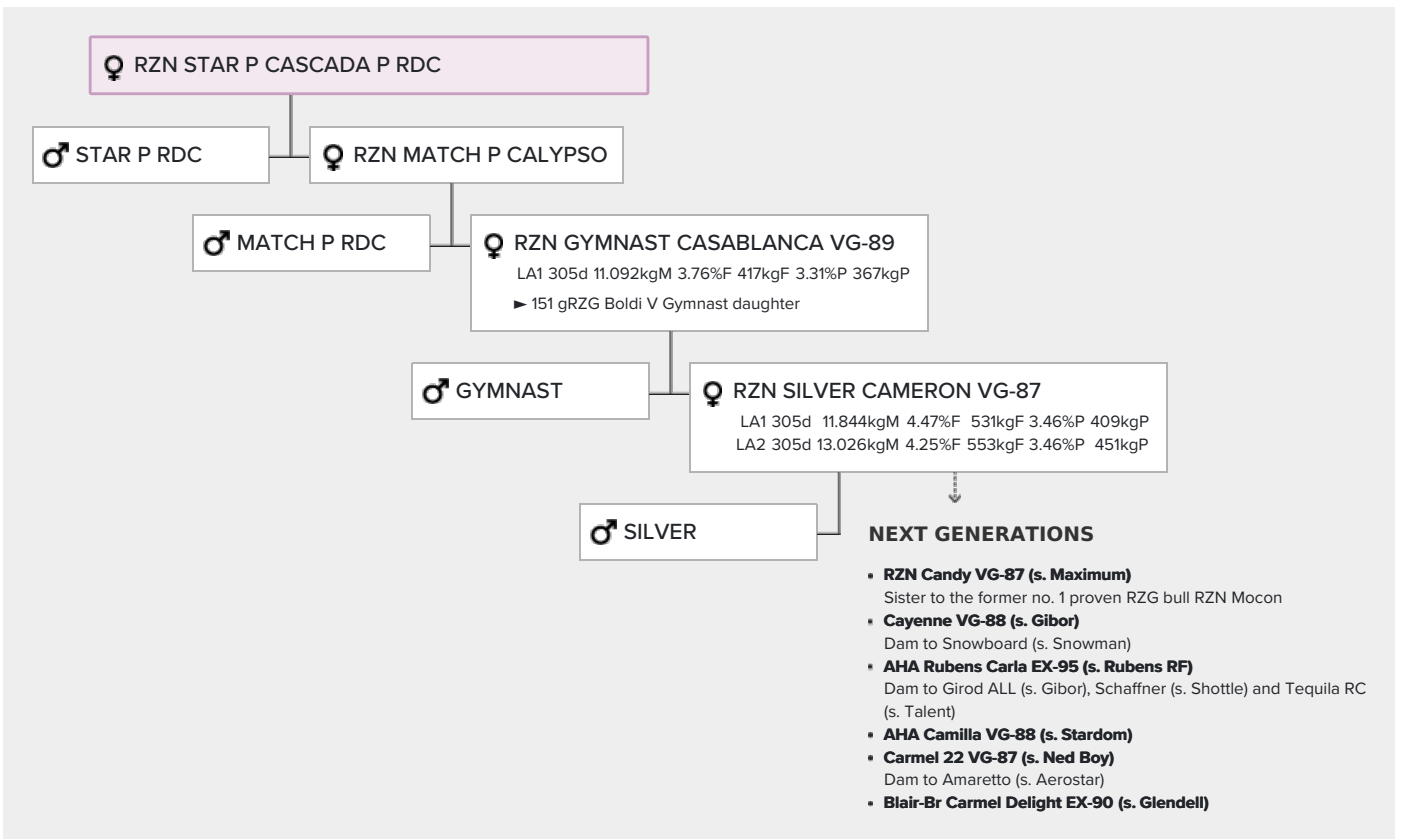 RZN STAR P CASCADA P RDC
STAR P RDC
RZN MATCH P CALYPSO
MATCH P RDC
RZN GYMNAST CASABLANCA VG-89
LA1 305d 11.092kgM 3.76%F 417kgF 3.31%P 367kgP
► 151 gRZG Boldi V Gymnast daughter
GYMNAST
RZN SILVER CAMERON VG-87
LA1 305d 11.844kgM 4.47%F 531kgF 3.46%P 409kgP
LA2 305d 13.026kgM 4.25%F 553kgF 3.46%P 451kgP
SILVER
NEXT GENERATIONS
• RZN Candy VG-87 (s. Maximum)
Sister to the former no. 1 proven RZG bull RZN Mocon
• Cayenne VG-88 (s. Gibor)
Dam to Snowboard (s. Snowman)
• AHA Rubens Carla EX-95 (s. Rubens RF)
Dam to Girod ALL (s. Gibor), Schaffner (s. Shottle) and Tequila RC
(s. Talent)
• AHA Camilla VG-88 (s. Stardom)
• Carmel 22 VG-87 (s. Ned Boy)
Dam to Amaretto (s. Aerostar)
• Blair-Br Carmel Delight EX-90 (s. Glendell)